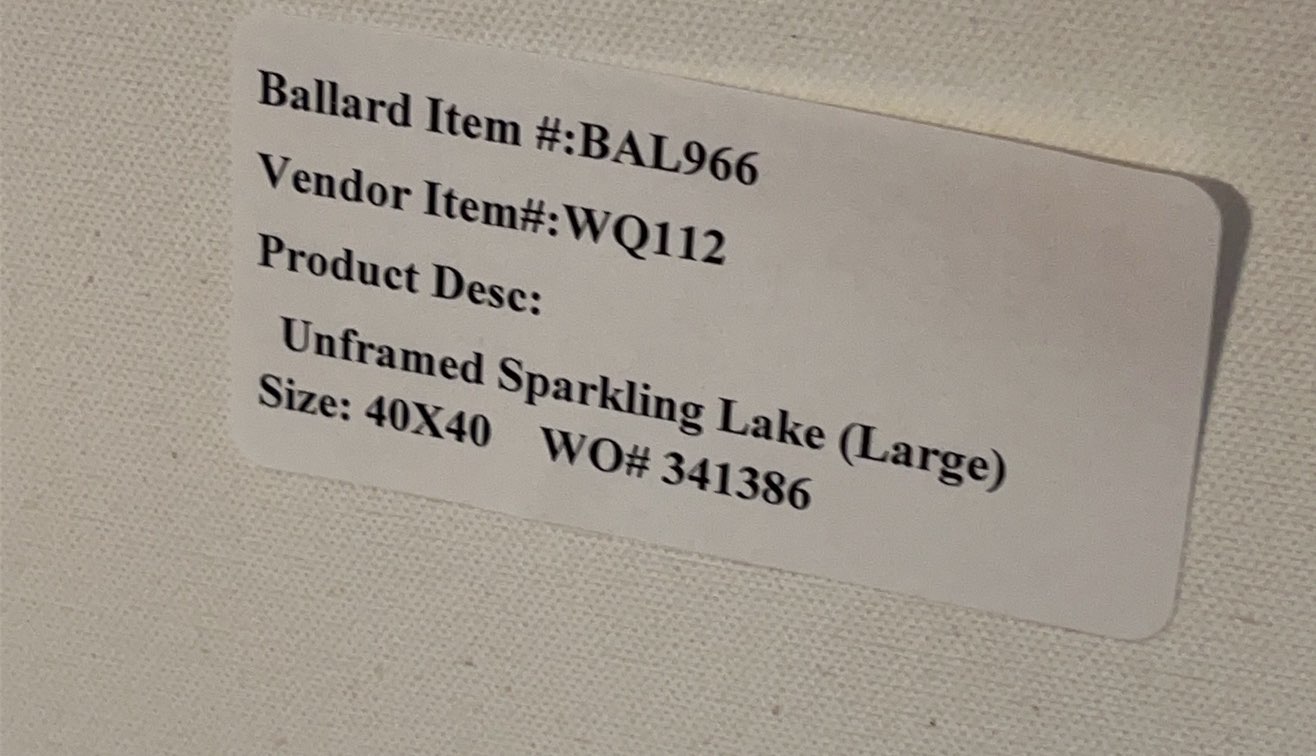 Ballard Item #:BAL966
Vendor Item#:WQ112
Product Desc:
Unframed Sparkling Lake (Large)
Size: 40X40 WO# 341386